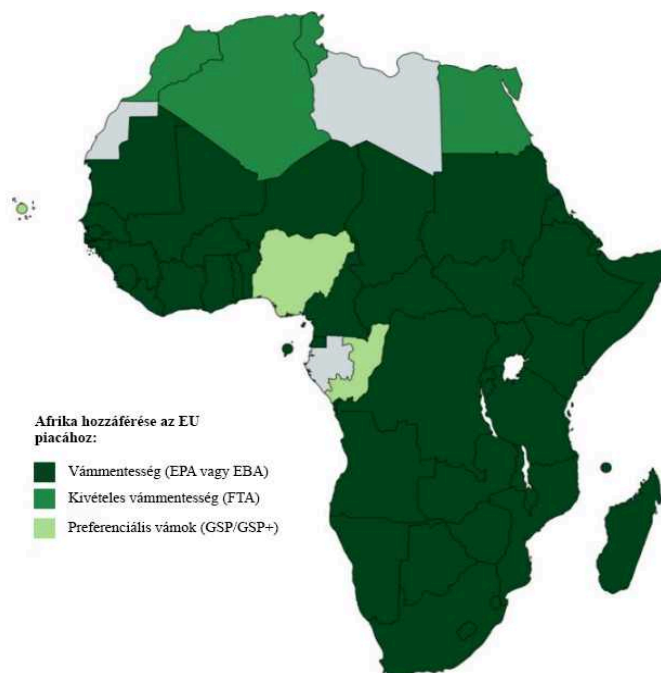 Afrika hozzáférése az EU
piacához:
Vámmentesség (EPA vagy EBA)
Kivételes vámmentesség (FTA)
Preferenciális vámok (GSP/GSP+)